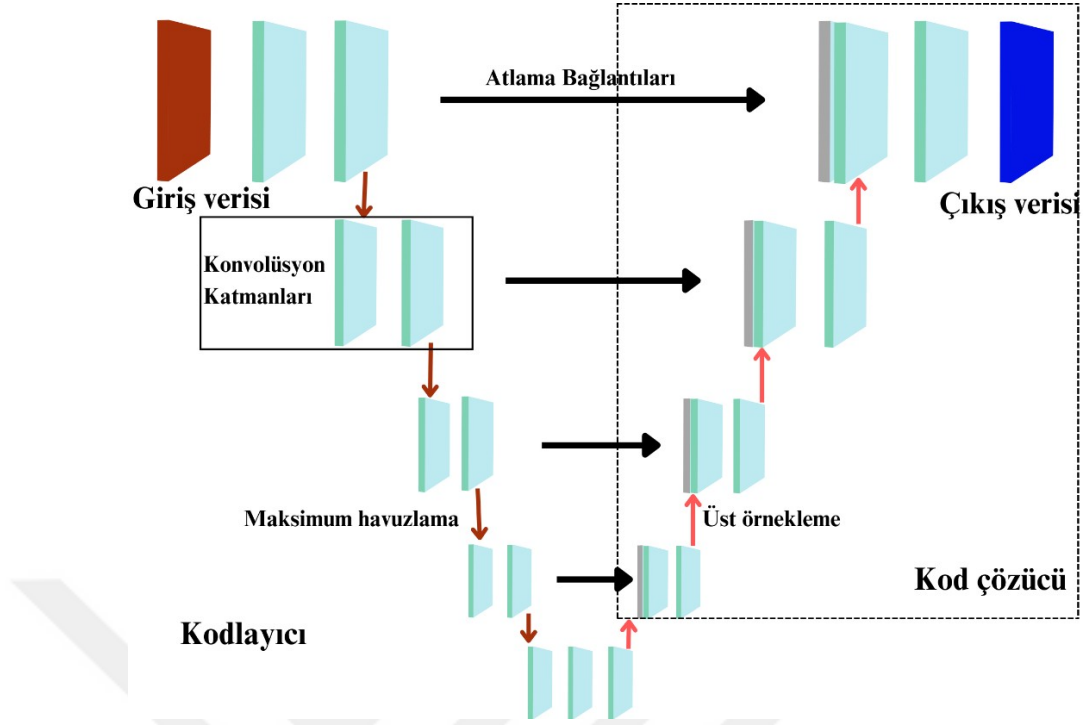 Atlama Bağlantıları
Giriş verisi
Çıkış verisi
Konvolüsyon
Katmanları
Maksimum havuzlama
Üst örnekleme
Kod çözücü
Kodlayıcı